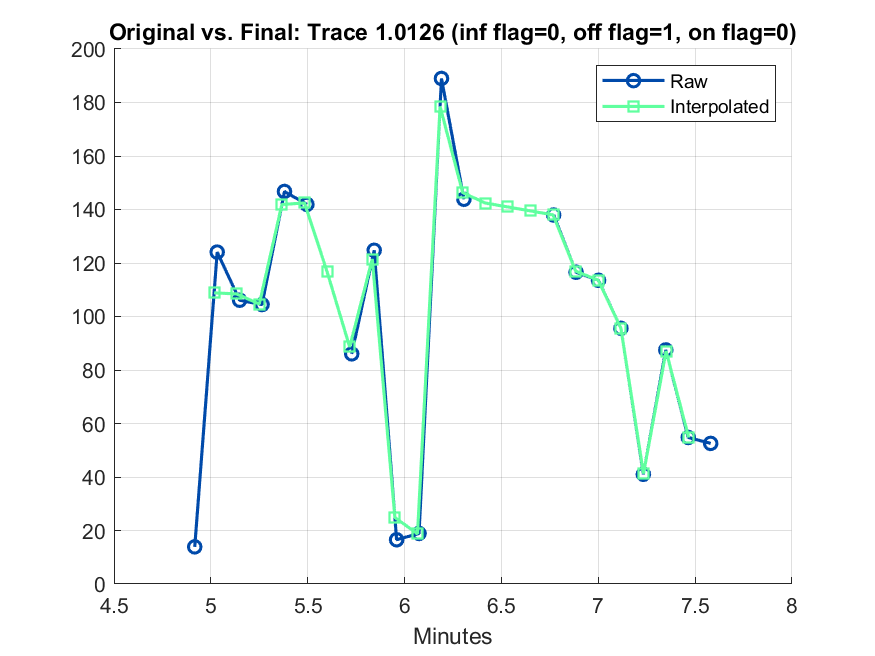 Original vs. Final: Trace 1.0126 (inf flag=0, off flag=1, on flag=0)
200
180
160
140
120
100
80
60
40
20
0
Raw
Interpolated
4.5 5 5.5 6 6.5 7 7.5 8
Minutes